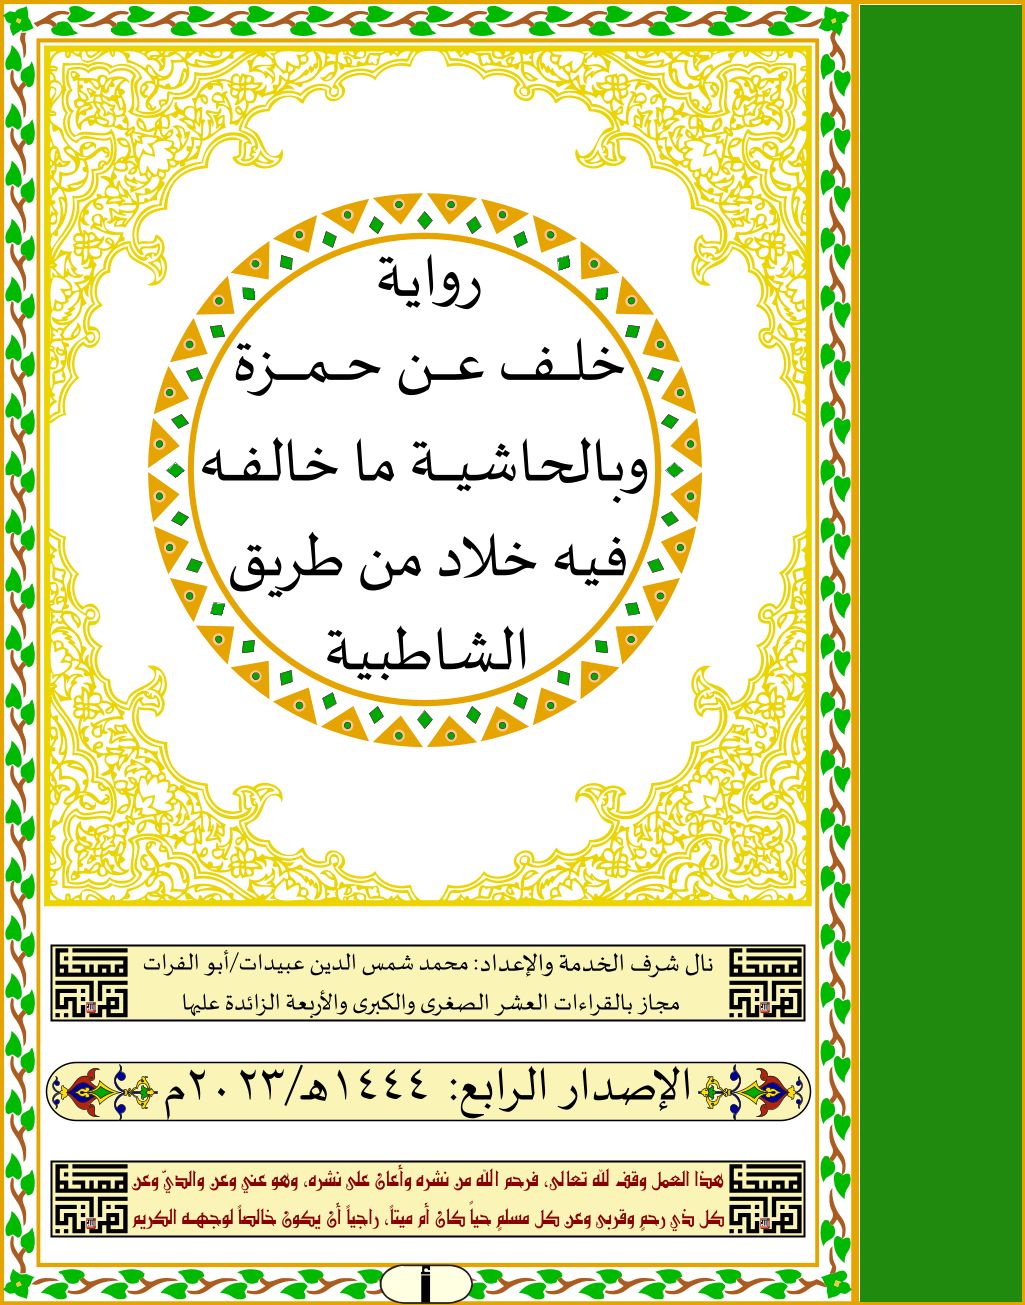 رواية
خلف عن حمزة
وبالحاشية ما خالفه
فيه خلاد من طريق
الشاطبية
نال شرف الخدمة والإعداد: محمد شمس الدين عبيدات/أبو الفرات
مجاز بالقراءات العشر الصغرى والكبرى والأربعة الزائدة عليها
الإصدار الرابع: ١٤٤٤هـ/٢٠٢٣م
هذا العمل وقف لله تعالى، فرحم الله من نشره وأعان على نشره، وهو عني وعن والديّ وعن
كل ذي رحمٍ وقربى وعن كل مسلمٍ حياً كان أم ميتاً، راجياً أن يكون خالصاً لوجهه الكريم
أ